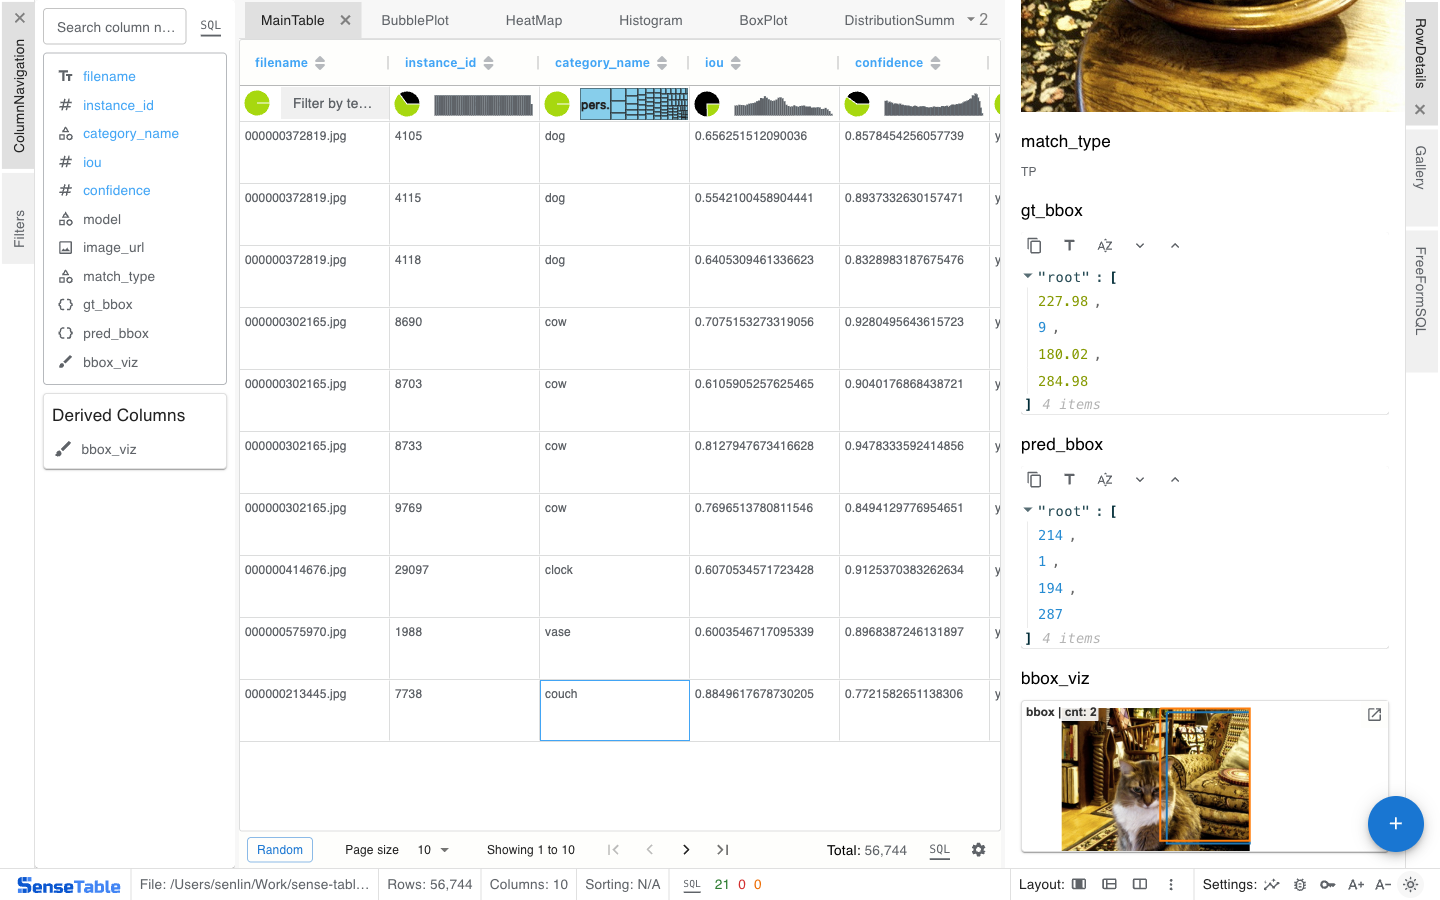 ColumnNavigation
Filters
Search column n...
SQL
filename
instance_id
category_name
iou
confidence
model
image_url
match_type
gt_bbox
pred_bbox
bbox_viz
Derived Columns
bbox_viz
MainTable
BubblePlot
HeatMap
Histogram
BoxPlot
DistributionSumm
2
filename
instance_id
category_name
iou
confidence
Filter by te...
pers.
000000372819.jpg 4105 dog 0.656251512090036 0.8578454256057739 y
000000372819.jpg 4115 dog 0.5542100458904441 0.8937332630157471 y
000000372819.jpg 4118 dog 0.6405309461336623 0.8328983187675476 y
000000302165.jpg 8690 cow 0.7075153273319056 0.9280495643615723 y
000000302165.jpg 8703 cow 0.6105905257625465 0.9040176868438721 y
000000302165.jpg 8733 cow 0.8127947673416628 0.9478333592414856 y
000000302165.jpg 9769 cow 0.7696513780811546 0.8494129776954651 y
000000414676.jpg 29097 clock 0.6070534571723428 0.9125370383262634 y
000000575970.jpg 1988 vase 0.6003546717095339 0.8968387246131897 y
000000213445.jpg 7738 couch 0.8849617678730205 0.7721582651138306 y
Random
Page size
10
Showing 1 to 10
Total: 56,744
SQL
match_type
TP
gt_bbox
T
AZ
"root" : [
227.98 ,
9 ,
180.02 ,
284.98
] 4 items
pred_bbox
T
AZ
"root" : [
214 ,
1 ,
194 ,
287
] 4 items
bbox_viz
bbox | cnt: 2
+
RowDetails
Gallery
FreeFormSQL
SenseTable
File: /Users/senlin/Work/sense-tabl...
Rows: 56,744
Columns: 10
Sorting: N/A
SQL
21 0 0
Layout:
Settings:
A+
A-